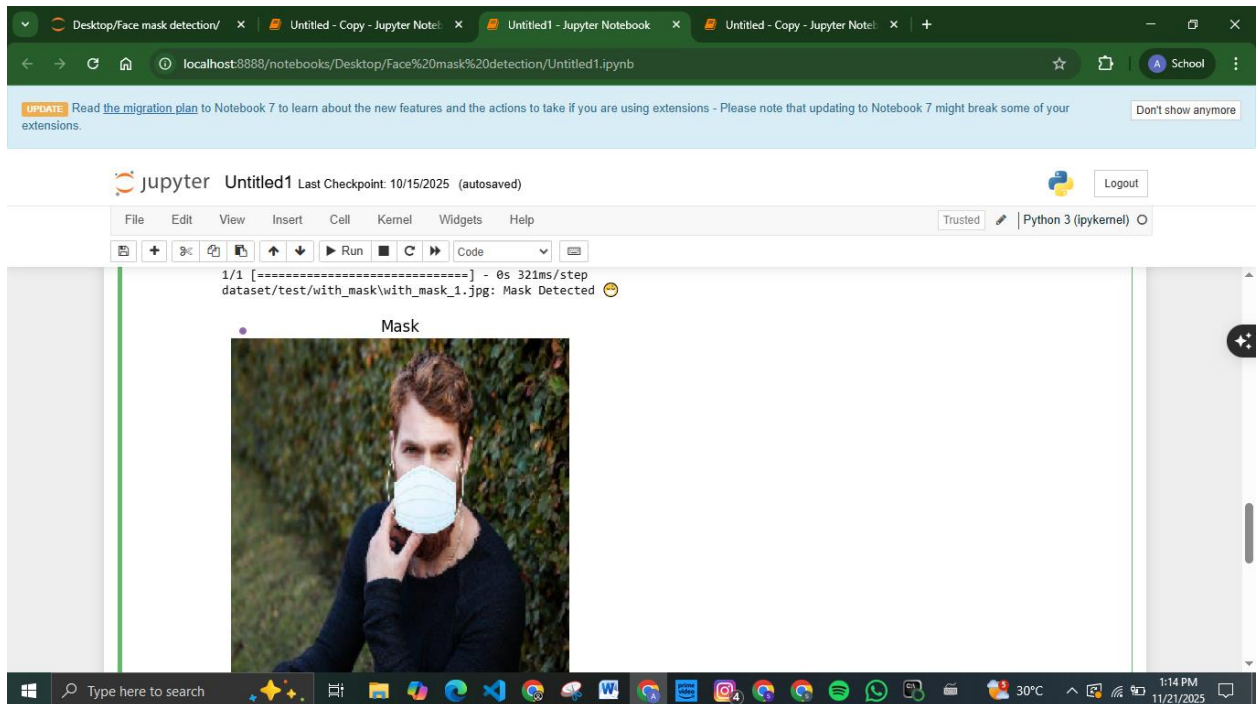 Desktop/Face mask detection/
Untitled - Copy - Jupyter Noteb
Untitled1 - Jupyter Notebook
Untitled - Copy - Jupyter Noteb
localhost:8888/notebooks/Desktop/Face%20mask%20detection/Untitled1.ipynb
A School
UPDATE Read the migration plan to Notebook 7 to learn about the new features and the actions to take if you are using extensions - Please note that updating to Notebook 7 might break some of your
extensions.
Don't show anymore
jupyter Untitled1 Last Checkpoint: 10/15/2025 (autosaved)
Logout
File Edit View Insert Cell Kernel Widgets Help
Trusted Python 3 (ipykernel)
Run Code
1/1 [==============================] - 0s 321ms/step
dataset/test/with_mask\with_mask_1.jpg: Mask Detected 😷
Mask
Type here to search
30°C
1:14 PM
11/21/2025